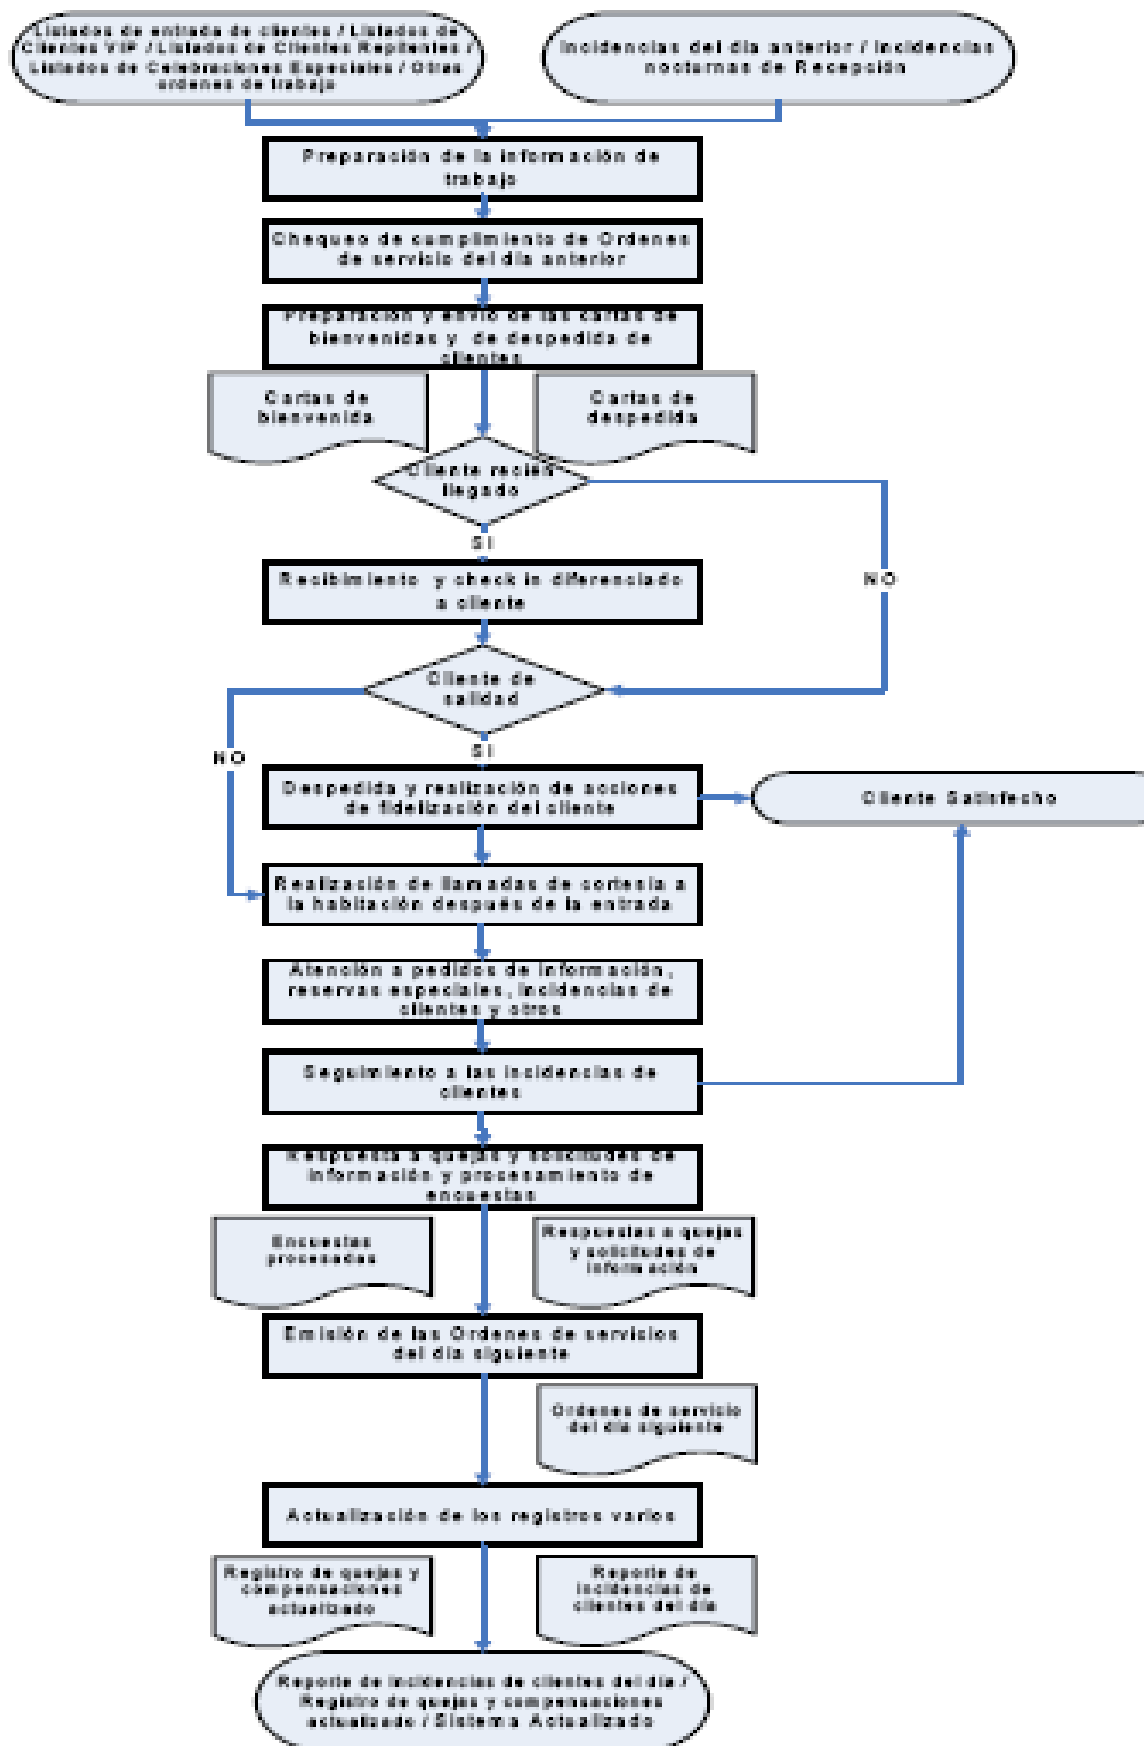 Listados de entrada de clientes / Listados de
Clientes VIP / Listados de Clientes Repitentes /
Listados de Celebraciones Especiales / Otras
ordenes de trabajo
Incidencias del día anterior / Incidencias
nocturnas de Recepción
Preparación de la información de
trabajo
Chequeo de cumplimiento de Ordenes
de servicio del día anterior
Preparación y envío de las cartas de
bienvenidas y de despedida de
clientes
Cartas de
bienvenida
Cartas de
despedida
Cliente recién
llegado
SI
Recibimiento y check in diferenciado
a cliente
NO
Cliente de
salidad
NO
SI
Despedida y realización de acciones
de fidelización del cliente
Cliente Satisfecho
Realización de llamadas de cortesía a
la habitación después de la entrada
Atención a pedidos de información,
reservas especiales, incidencias de
clientes y otros
Seguimiento a las incidencias de
clientes
Respuesta a quejas y solicitudes de
información y procesamiento de
encuestas
Encuestas
procesadas
Respuestas a quejas
y solicitudes de
información
Emisión de las Ordenes de servicios
del día siguiente
Ordenes de servicio
del día siguiente
Actualización de los registros varios
Registro de quejas y
compensaciones
actualizado
Reporte de
incidencias de
clientes del día
Reporte de incidencias de clientes del día /
Registro de quejas y compensaciones
actualizado / Sistema Actualizado